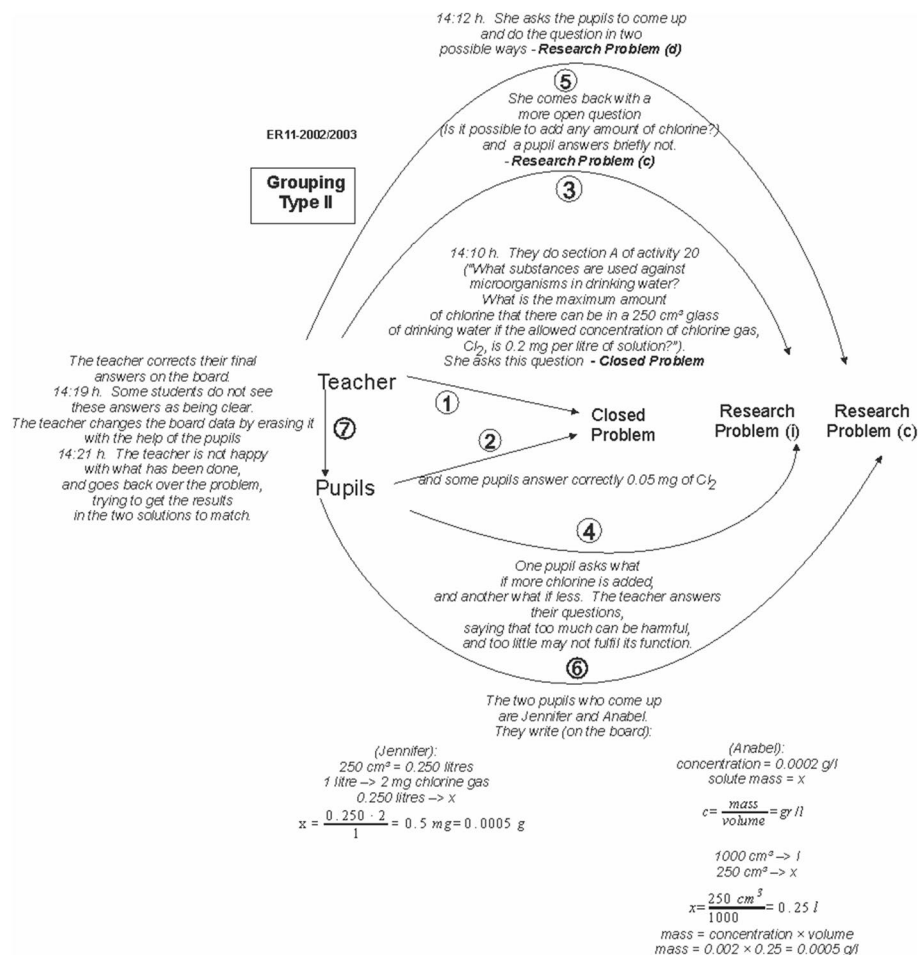 14:12 h. She asks the pupils to come up
and do the question in two
possible ways - Research Problem (d)
5
She comes back with a
more open question
(Is it possible to add any amount of chlorine?)
and a pupil answers briefly not.
- Research Problem (c)
3
ER11-2002/2003
Grouping
Type II
14:10 h. They do section A of activity 20
("What substances are used against
microorganisms in drinking water?
What is the maximum amount
of chlorine that there can be in a 250 cm³ glass
of drinking water if the allowed concentration of chlorine gas,
Cl₂, is 0.2 mg per litre of solution?").
She asks this question - Closed Problem
The teacher corrects their final
answers on the board.
14:19 h. Some students do not see
these answers as being clear.
The teacher changes the board data by erasing it
with the help of the pupils
14:21 h. The teacher is not happy
with what has been done,
and goes back over the problem,
trying to get the results
in the two solutions to match.
Teacher
1
7
2
Pupils
Closed
Problem
Research
Problem (i)
Research
Problem (c)
and some pupils answer correctly 0.05 mg of Cl₂
4
One pupil asks what
if more chlorine is added,
and another what if less. The teacher answers
their questions,
saying that too much can be harmful,
and too little may not fulfil its function.
6
The two pupils who come up
are Jennifer and Anabel.
They write (on the board):
(Jennifer):
250 cm³ = 0.250 litres
1 litre –> 2 mg chlorine gas
0.250 litres –> x
x = 0.250 · 2 / 1 = 0.5 mg = 0.0005 g
(Anabel):
concentration = 0.0002 g/l
solute mass = x
c = mass / volume = gr/l
1000 cm³ –> l
250 cm³ –> x
x = 250 cm³ / 1000 = 0.25 l
mass = concentration × volume
mass = 0.002 × 0.25 = 0.0005 g/l